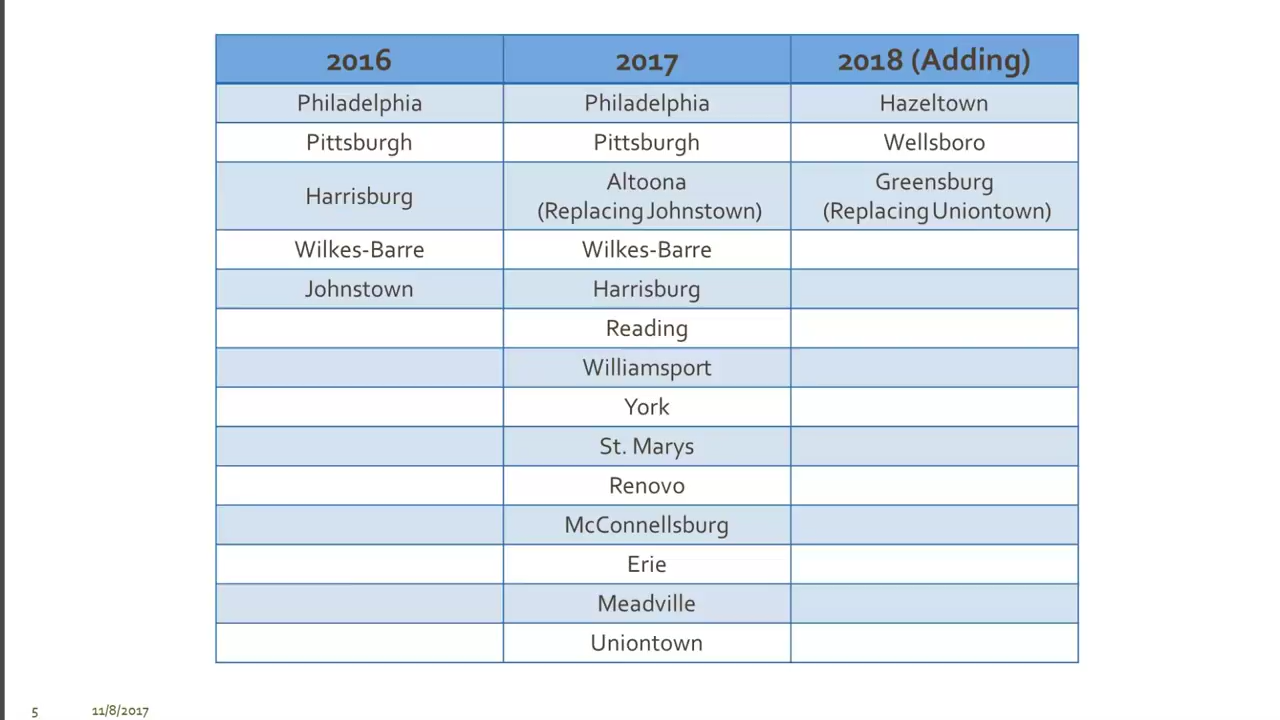 2016 2017 2018 (Adding)
Philadelphia Philadelphia Hazeltown
Pittsburgh Pittsburgh Wellsboro
Harrisburg Altoona (Replacing Johnstown) Greensburg (Replacing Uniontown)
Wilkes-Barre Wilkes-Barre
Johnstown Harrisburg
Reading
Williamsport
York
St. Marys
Renovo
McConnellsburg
Erie
Meadville
Uniontown
5 11/8/2017